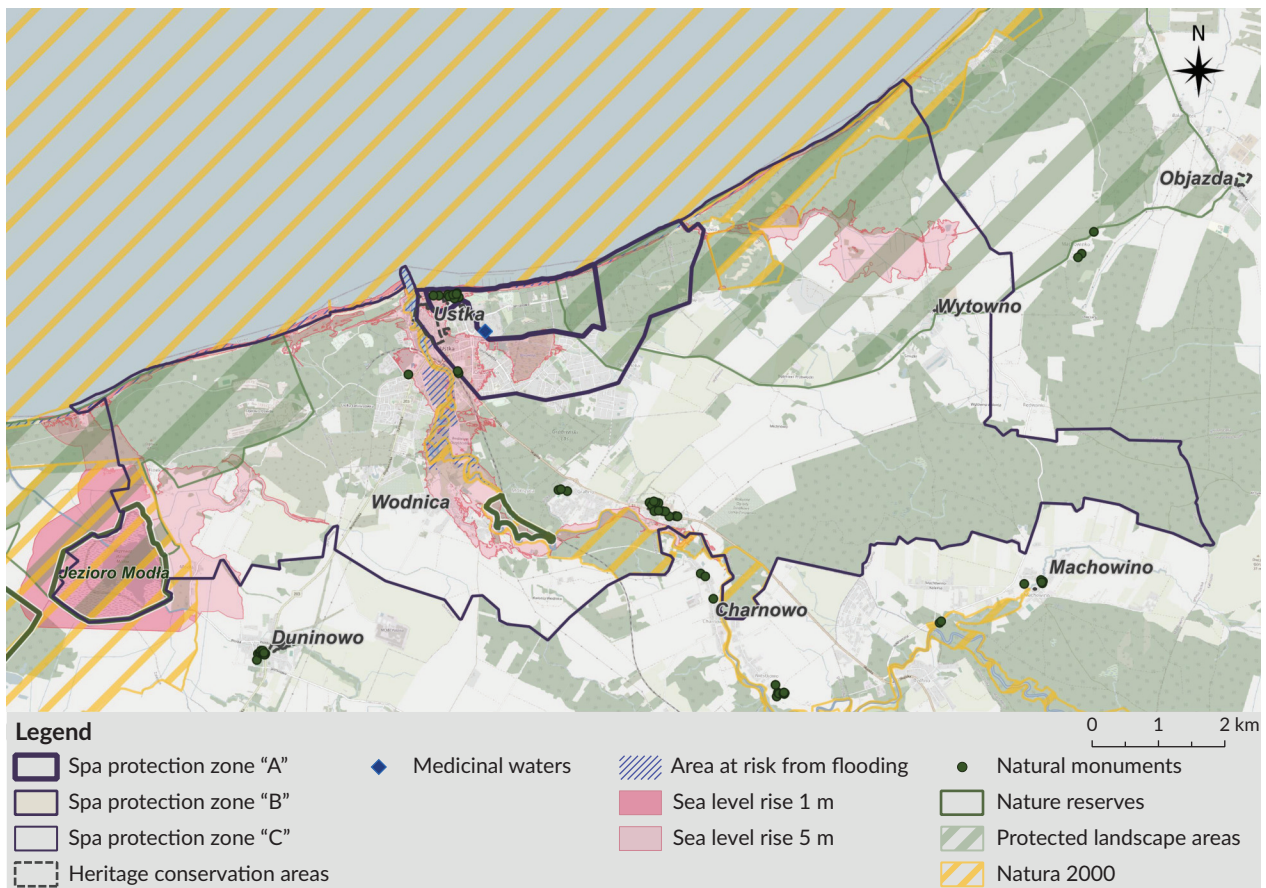 N
Objazda
Ustka
Wytowno
Wodnica
Jezioro Modła
Machowino
Charnowo
Duninowo
Legend
0 1 2 km
Spa protection zone “A”
Medicinal waters
Area at risk from flooding
Natural monuments
Spa protection zone “B”
Sea level rise 1 m
Nature reserves
Spa protection zone “C”
Sea level rise 5 m
Protected landscape areas
Heritage conservation areas
Natura 2000